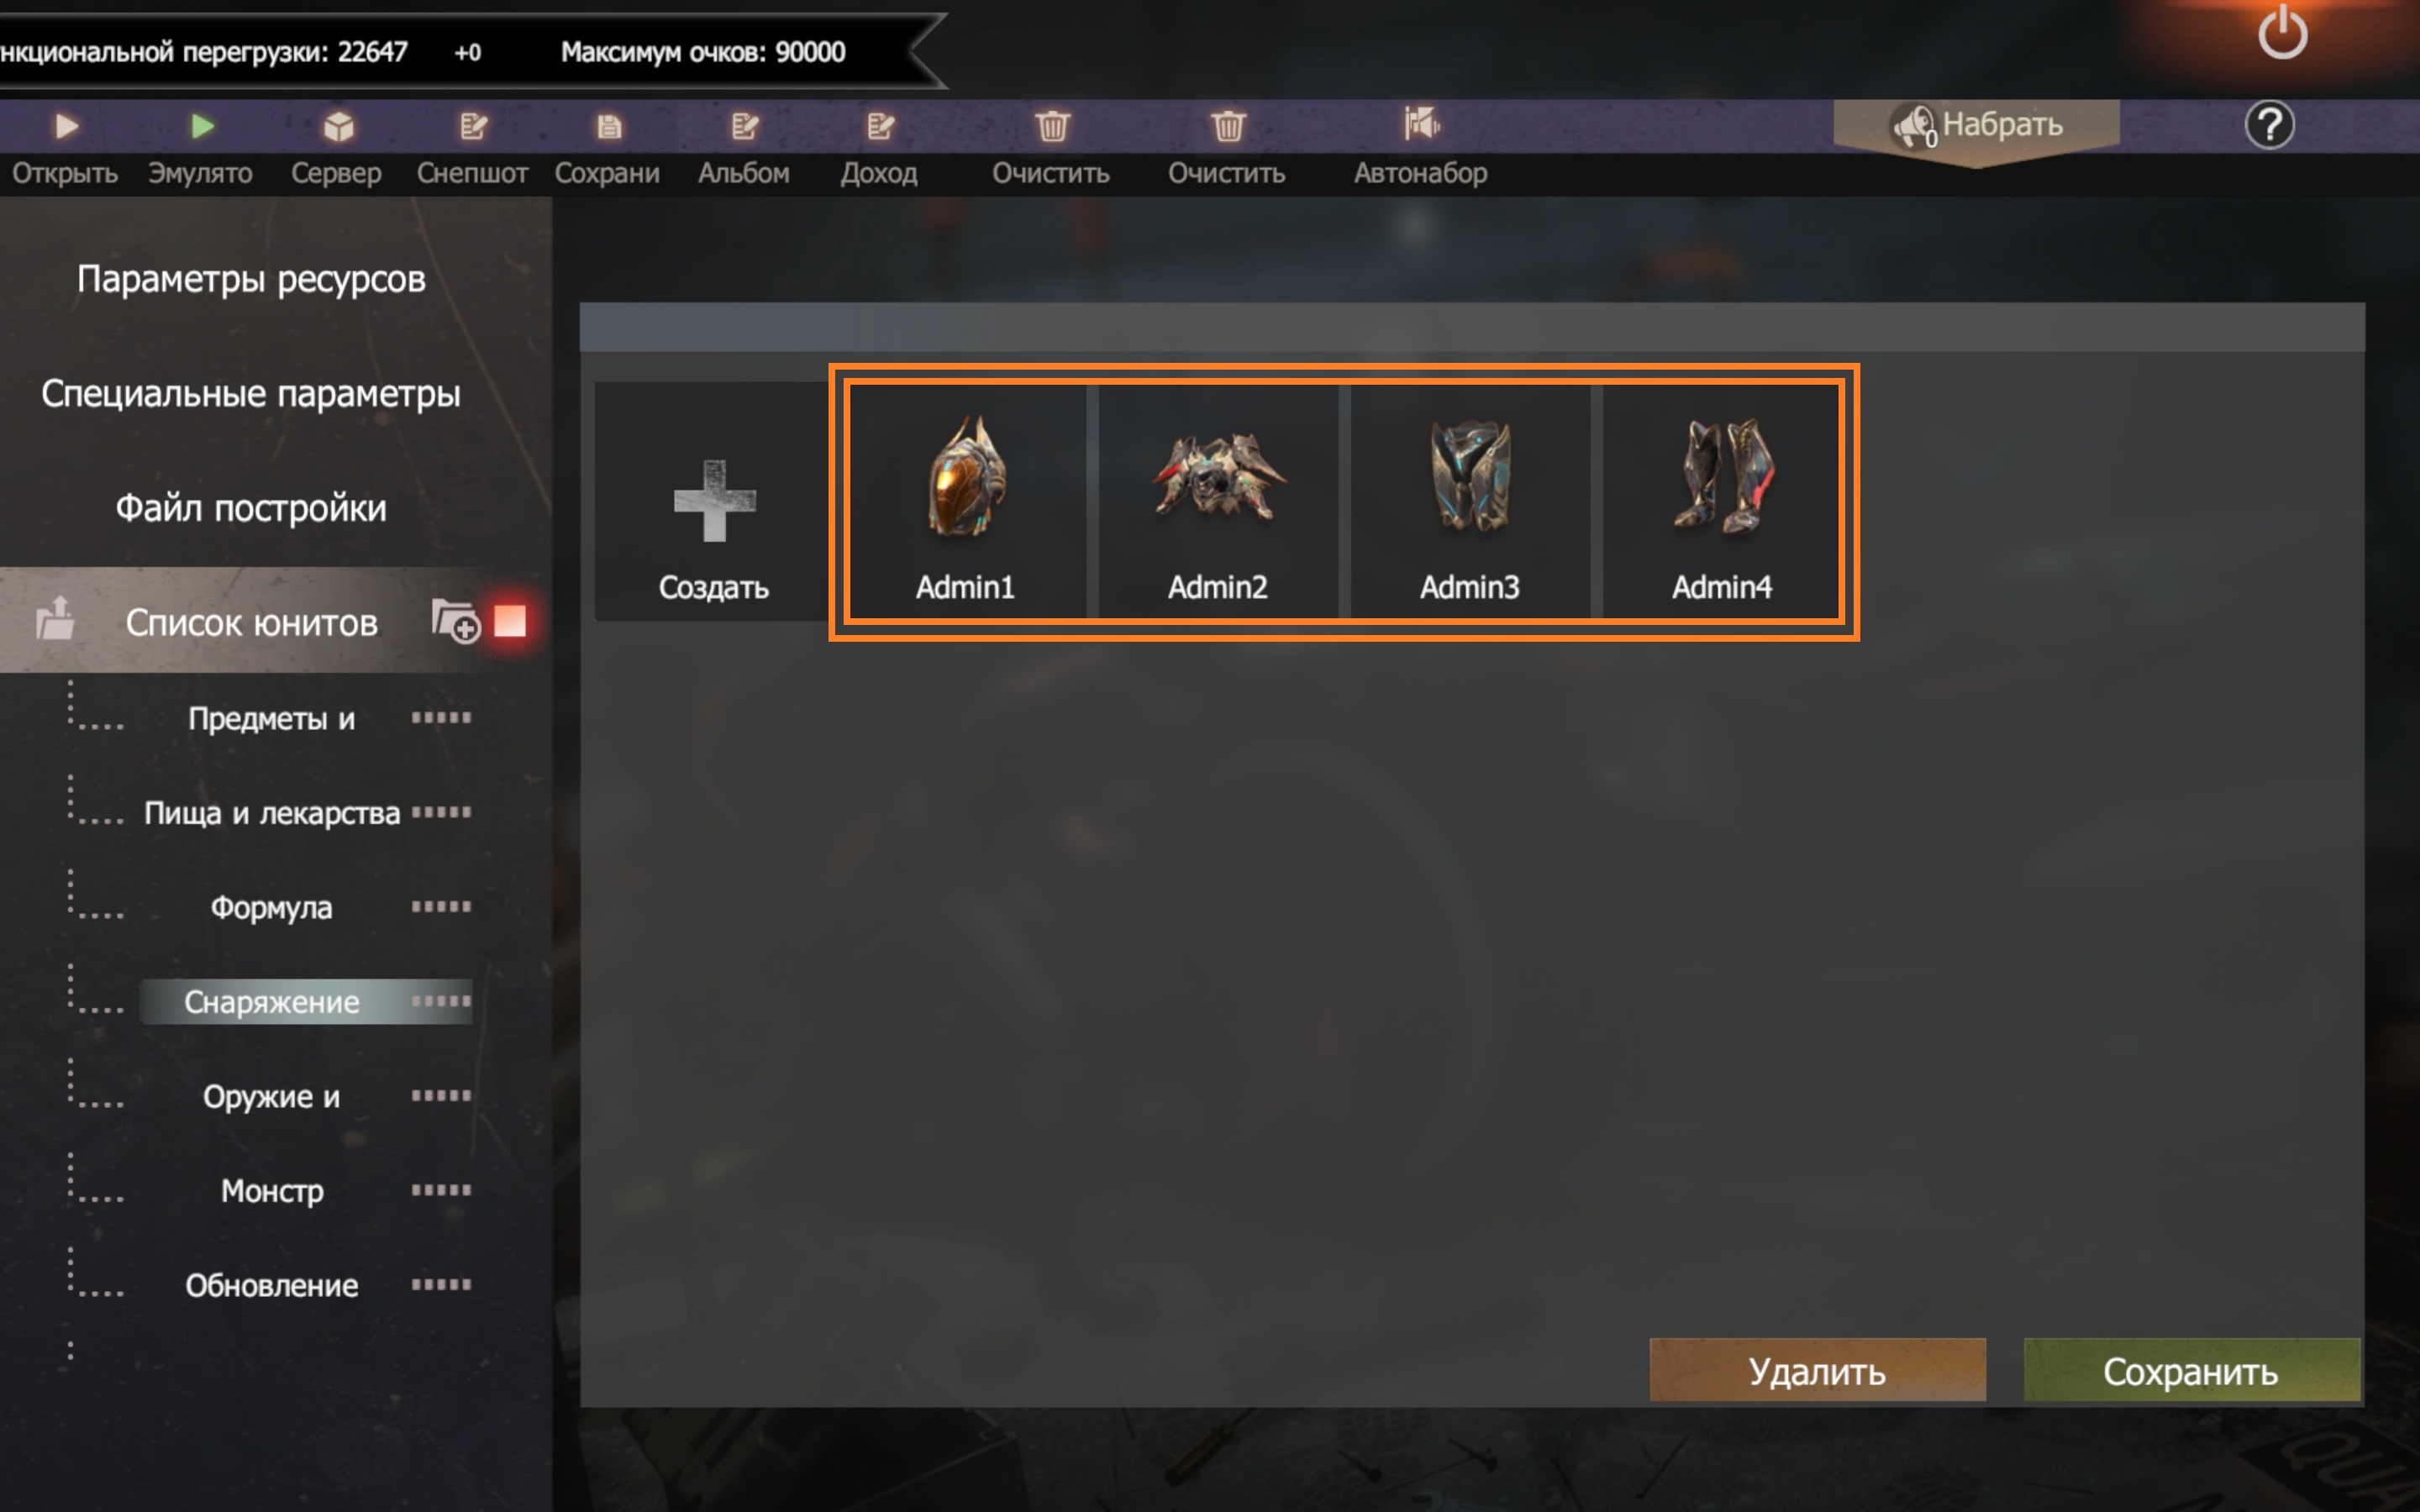 нкциональной перегрузки: 22647 +0 Максимум очков: 90000
0 Набрать ?
Открыть Эмулято Сервер Снепшот Сохрани Альбом Доход Очистить Очистить Автонабор
Параметры ресурсов
Специальные параметры
Файл постройки
Список юнитов
Предметы и
Пища и лекарства
Формула
Снаряжение
Оружие и
Монстр
Обновление
Создать Admin1 Admin2 Admin3 Admin4
Удалить Сохранить
QUA